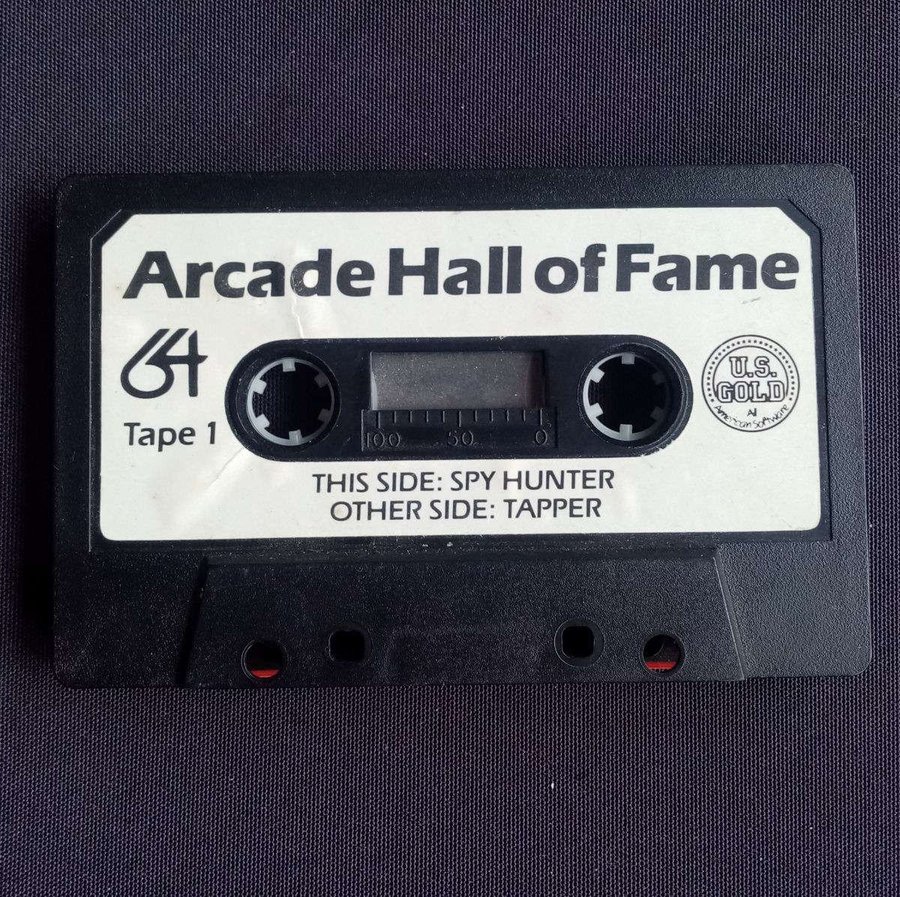 Arcade Hall of Fame
64
Tape 1
U.S.
GOLD
All
American Software
100 50 0
THIS SIDE: SPY HUNTER
OTHER SIDE: TAPPER